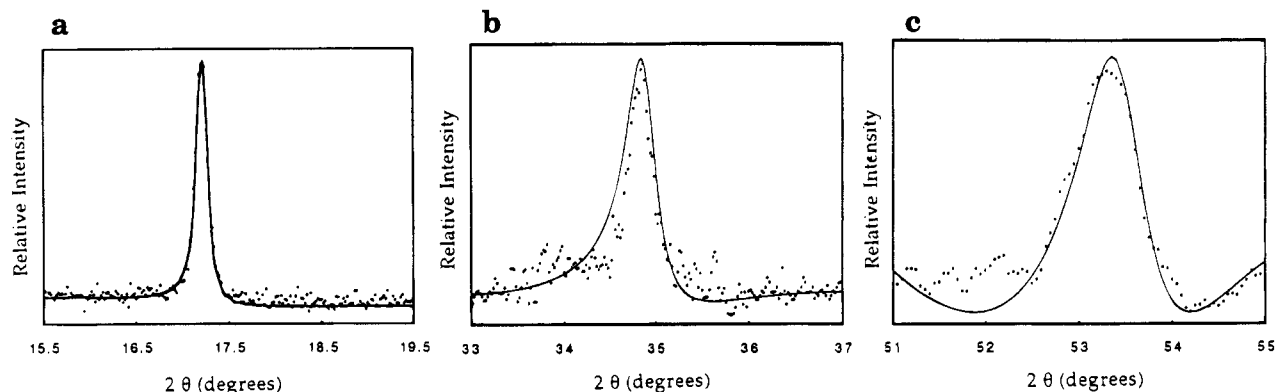 a
Relative Intensity
15.5 16.5 17.5 18.5 19.5
2 θ (degrees)
b
Relative Intensity
33 34 35 36 37
2 θ (degrees)
c
Relative Intensity
51 52 53 54 55
2 θ (degrees)